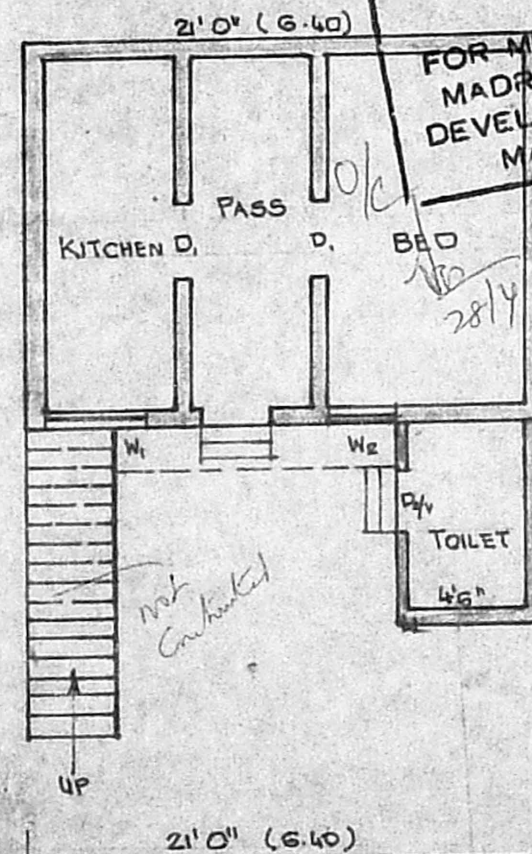 21' 0" (6.40)
FOR M
MADR
DEVEL
M
O/C
PASS
KITCHEN D1 D1 BED
28/4
W1 W2
D2/V
TOILET
4'6"
not
UP
21' 0" (6.40)